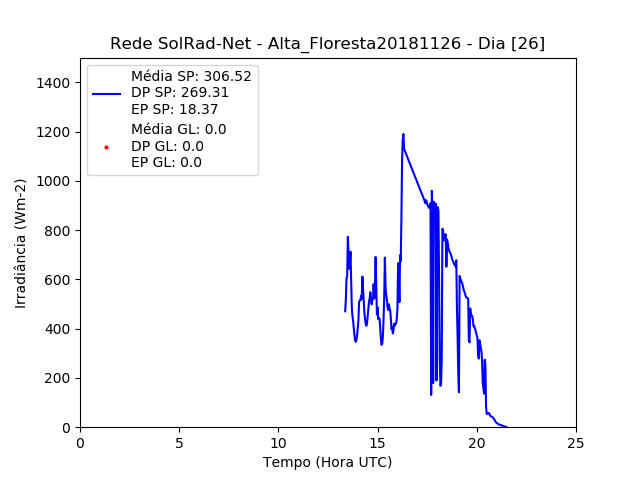 Rede SolRad-Net - Alta_Floresta20181126 - Dia [26]
Média SP: 306.52
DP SP: 269.31
EP SP: 18.37
Média GL: 0.0
DP GL: 0.0
EP GL: 0.0
1400
1200
1000
800
600
400
200
0
Irradiância (Wm-2)
0 5 10 15 20 25
Tempo (Hora UTC)